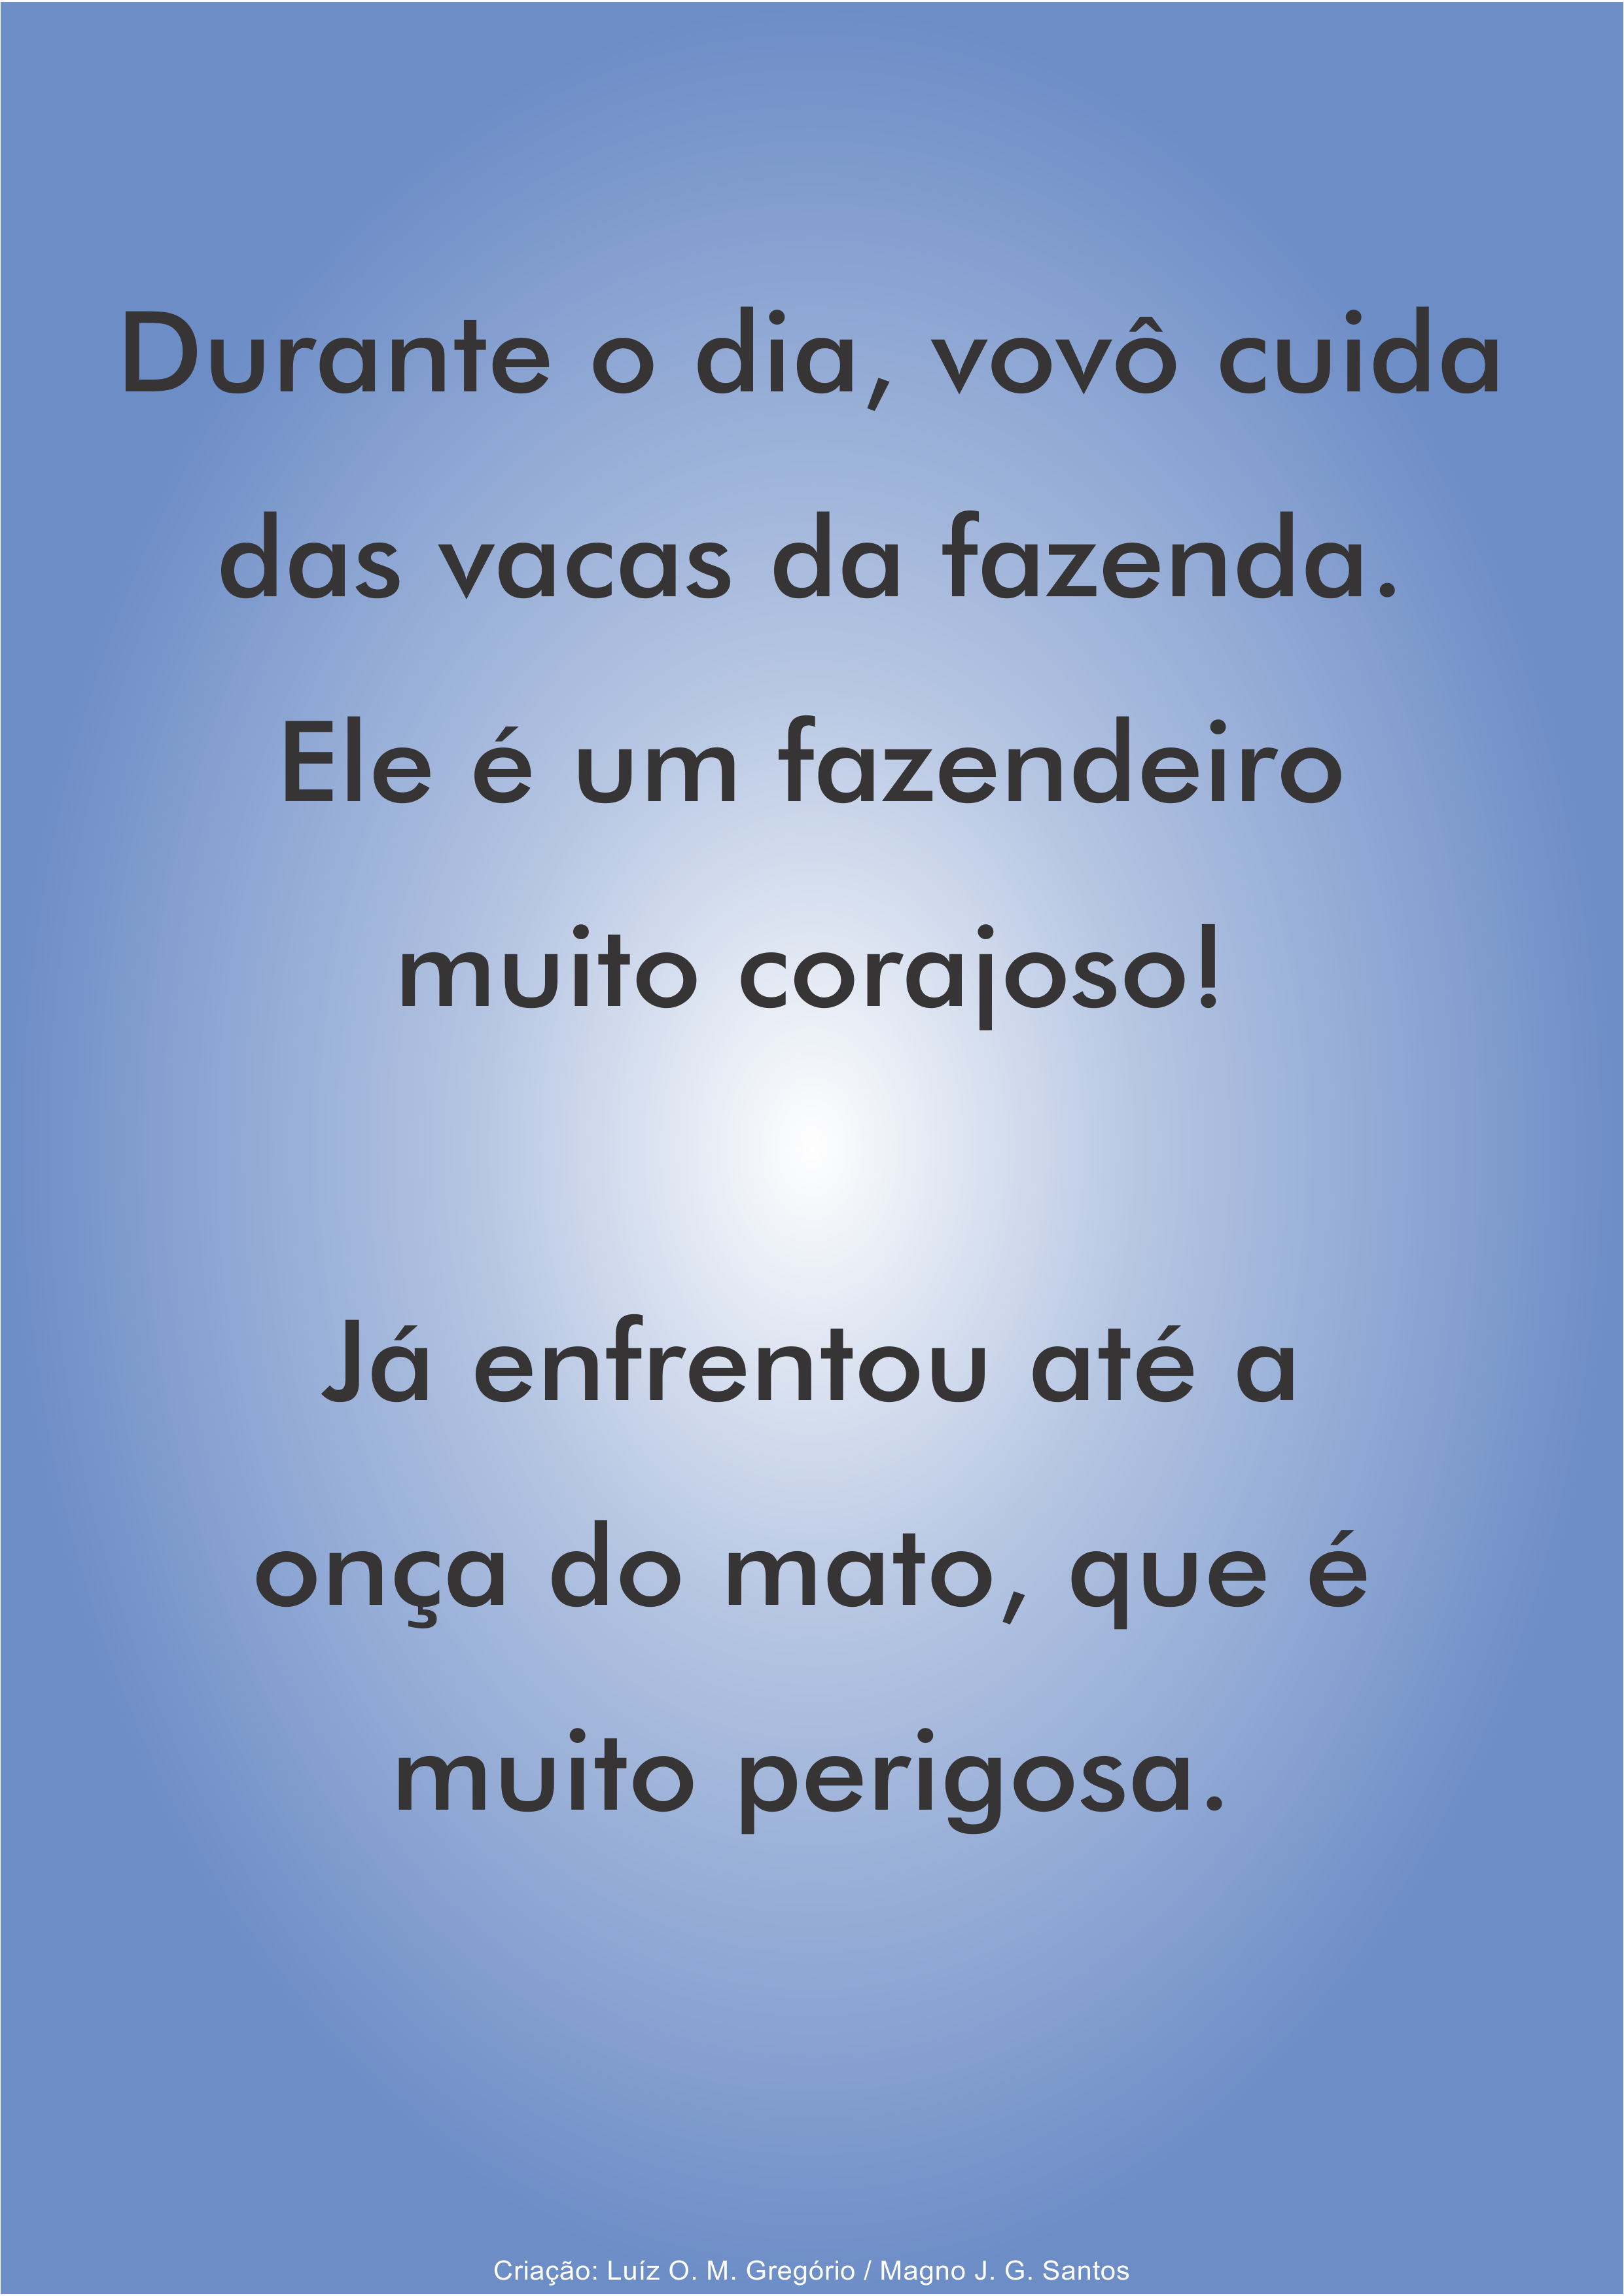 Durante o dia, vovô cuida
das vacas da fazenda.
Ele é um fazendeiro
muito corajoso!
Já enfrentou até a
onça do mato, que é
muito perigosa.
Criação: Luíz O. M. Gregório / Magno J. G. Santos